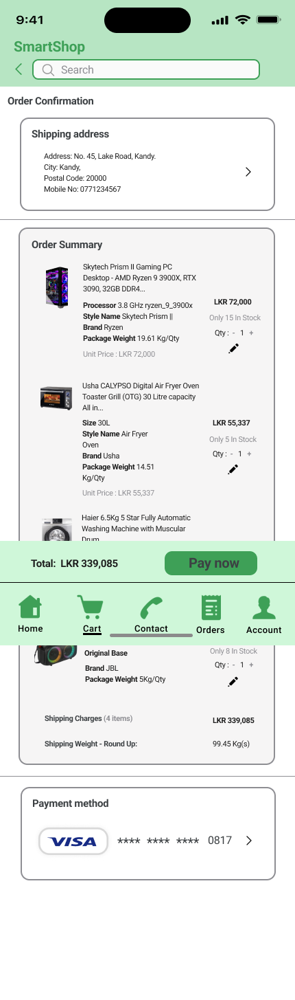 9:41
SmartShop
Search
Order Confirmation
Shipping address
Address: No. 45, Lake Road, Kandy.
City: Kandy,
Postal Code: 20000
Mobile No: 0771234567
Order Summary
Skytech Prism II Gaming PC
Desktop - AMD Ryzen 9 3900X, RTX
3090, 32GB DDR4...
Processor 3.8 GHz ryzen_9_3900x
Style Name Skytech Prism ||
Brand Ryzen
Package Weight 19.61 Kg/Qty
Unit Price : LKR 72,000
LKR 72,000
Only 15 In Stock
Qty : - 1 +
Usha CALYPSO Digital Air Fryer Oven
Toaster Grill (OTG) 30 Litre capacity
All in...
Size 30L
Style Name Air Fryer
Oven
Brand Usha
Package Weight 14.51
Kg/Qty
Unit Price : LKR 55,337
LKR 55,337
Only 5 In Stock
Qty : - 1 +
Haier 6.5Kg 5 Star Fully Automatic
Washing Machine with Muscular
Drum
Total: LKR 339,085
Pay now
Home
Cart
Contact
Orders
Account
Original Base
Brand JBL
Package Weight 5Kg/Qty
Only 8 In Stock
Qty : - 1 +
Shipping Charges (4 items)
LKR 339,085
Shipping Weight - Round Up:
99.45 Kg(s)
Payment method
VISA
**** **** **** 0817